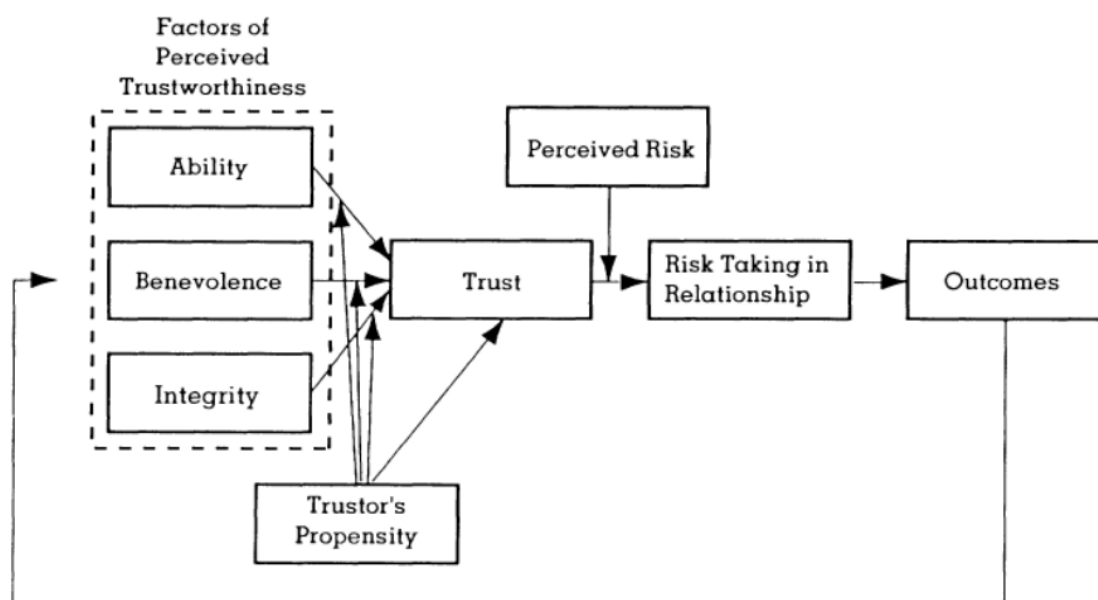 Factors of
Perceived
Trustworthiness
Ability
Benevolence
Integrity
Trustor's
Propensity
Trust
Perceived Risk
Risk Taking in
Relationship
Outcomes